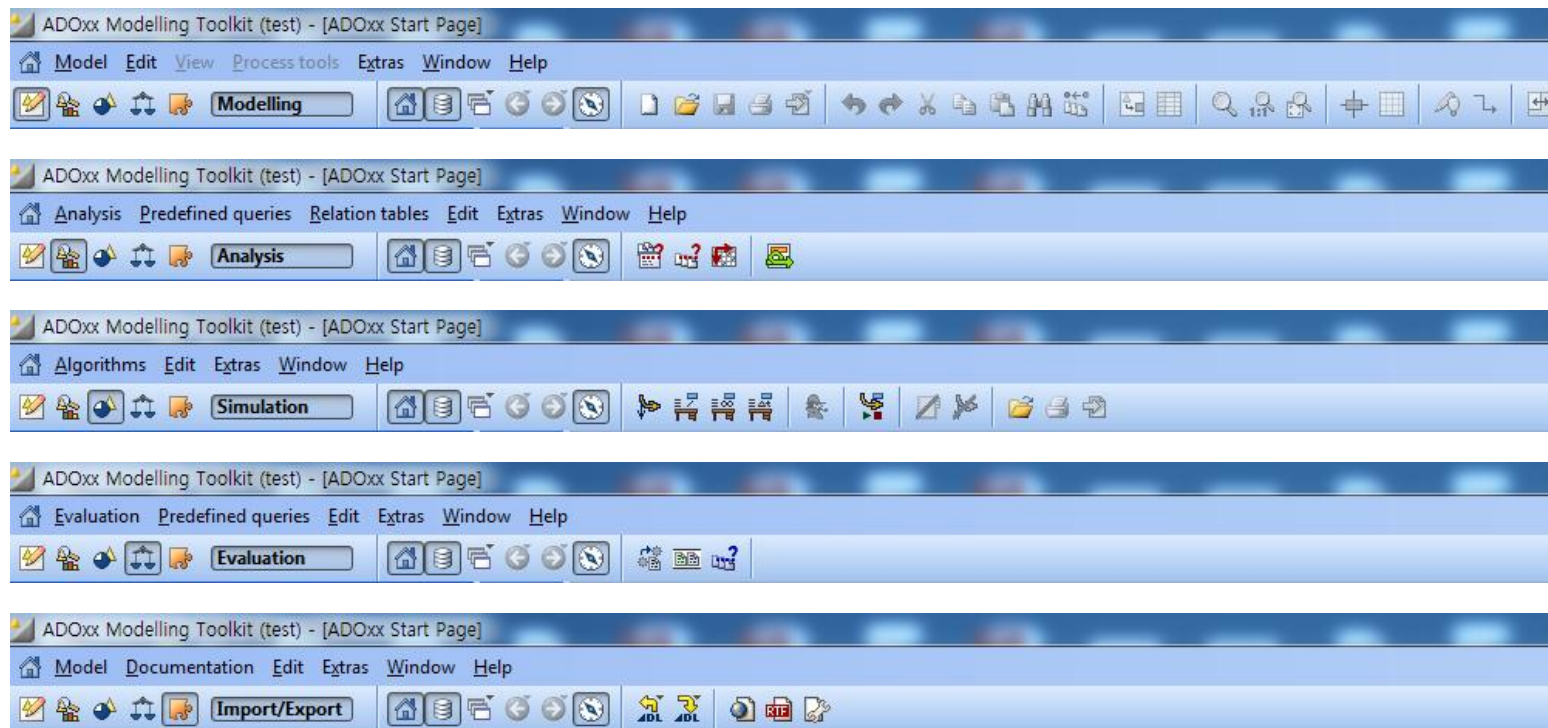 ADOxx Modelling Toolkit (test) - [ADOxx Start Page]
Model Edit View Process tools Extras Window Help
Modelling
ADOxx Modelling Toolkit (test) - [ADOxx Start Page]
Analysis Predefined queries Relation tables Edit Extras Window Help
Analysis
ADOxx Modelling Toolkit (test) - [ADOxx Start Page]
Algorithms Edit Extras Window Help
Simulation
ADOxx Modelling Toolkit (test) - [ADOxx Start Page]
Evaluation Predefined queries Edit Extras Window Help
Evaluation
ADOxx Modelling Toolkit (test) - [ADOxx Start Page]
Model Documentation Edit Extras Window Help
Import/Export ADL ADL RTF